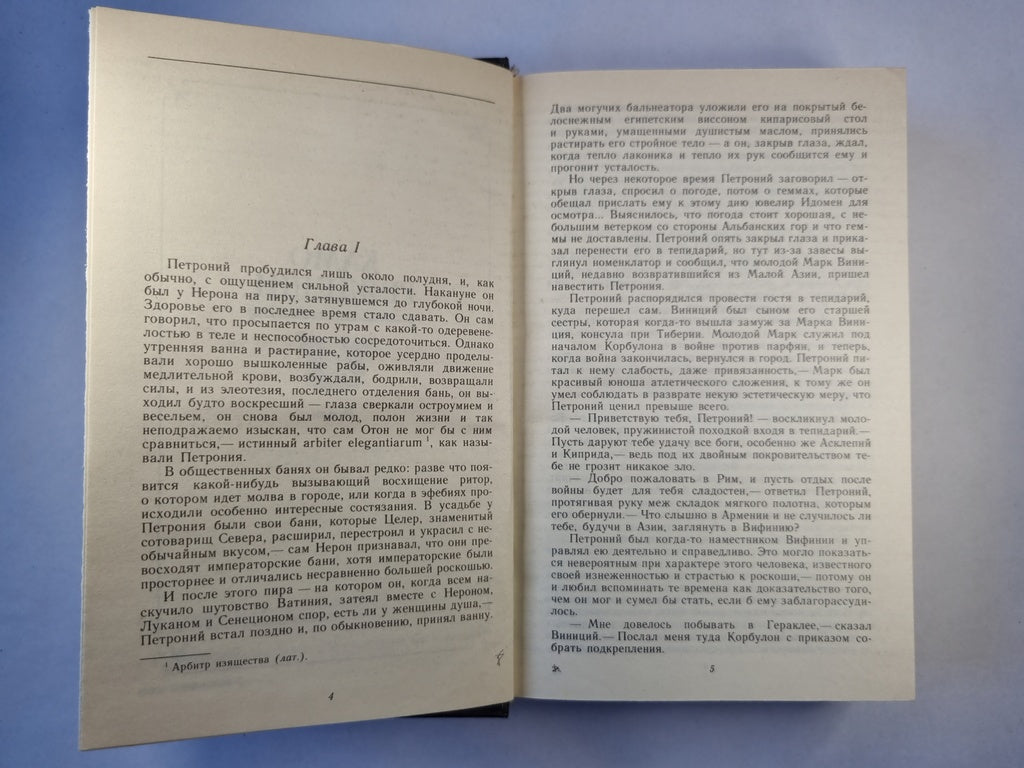 Глава I
Петроний пробудился лишь около полудня, и, как
обычно, с ощущением сильной усталости. Накануне он
был у Нерона на пиру, затянувшемся до глубокой ночи.
Здоровье его в последнее время стало сдавать. Он сам
говорил, что просыпается по утрам с какой-то одеревене-
лостью в теле и неспособностью сосредоточиться. Однако
утренняя ванна и растирание, которое усердно проделы-
вали хорошо вышколенные рабы, оживляли движение
медлительной крови, возбуждали, бодрили, возвращали
силы, и из элеотезия, последнего отделения бань, он вы-
ходил будто воскресший — глаза сверкали остроумием и
весельем, он снова был молод, полон жизни и так
неподражаемо изыскан, что сам Отон не мог бы с ним
сравниться,— истинный arbiter elegantiarum ¹, как назы-
вали Петрония.
В общественных банях он бывал редко: разве что поя-
вится какой-нибудь вызывающий восхищение ритор,
о котором идет молва в городе, или когда в эфебиях про-
исходили особенно интересные состязания. В усадьбе у
Петрония были свои бани, которые Целер, знаменитый
сотоварищ Севера, расширил, перестроил и украсил с не-
обычайным вкусом,— сам Нерон признавал, что они пре-
восходят императорские бани, хотя императорские были
просторнее и отличались несравненно большей роскошью.
И после этого пира — на котором он, когда всем на-
скучило шутовство Ватиния, затеял вместе с Нероном,
Луканом и Сенеционом спор, есть ли у женщины душа,—
Петроний встал поздно и, по обыкновению, принял ванну.
¹ Арбитр изящества (лат.).
4
Два могучих бальнеатора уложили его иа покрытый бе-
лоснежным египетским виссоном кипарисовый стол
и руками, умащенными душистым маслом, принялись
растирать его стройное тело — а он, закрыв глаза, ждал,
когда тепло лаконика и тепло их рук сообщится ему и
прогонит усталость.
Но через некоторое время Петроний заговорил — от-
крыв глаза, спросил о погоде, потом о геммах, которые
обещал прислать ему к этому дню ювелир Идомен для
осмотра... Выяснилось, что погода стоит хорошая, с не-
большим ветерком со стороны Альбанских гор и что гем-
мы не доставлены. Петроний опять закрыл глаза и прика-
зал перенести его в тепидарий, но тут из-за завесы вы-
глянул номенклатор и сообщил, что молодой Марк Вини-
ций, недавно возвратившийся из Малой Азии, пришел
навестить Петрония.
Петроний распорядился провести гостя в тепидарий,
куда перешел сам. Виниций был сыном его старшей
сестры, которая когда-то вышла замуж за Марка Вини-
ция, консула при Тиберии. Молодой Марк служил под
началом Корбулона в войне против парфян, и теперь,
когда война закончилась, вернулся в город. Петроний пи-
тал к нему слабость, даже привязанность,— Марк был
красивый юноша атлетического сложения, к тому же он
умел соблюдать в разврате некую эстетическую меру, что
Петроний ценил превыше всего.
— Приветствую тебя, Петроний! — воскликнул моло-
дой человек, пружинистой походкой входя в тепидарий.—
Пусть даруют тебе удачу все боги, особенно же Асклепий
и Киприда,— ведь под их двойным покровительством те-
бе не грозит никакое зло.
— Добро пожаловать в Рим, и пусть отдых после
войны будет для тебя сладостен,— ответил Петроний,
протягивая руку меж складок мягкого полотна, которым
его обернули.— Что слышно в Армении и не случилось ли
тебе, будучи в Азии, заглянуть в Вифинию?
Петроний был когда-то наместником Вифинии и уп-
равлял ею деятельно и справедливо. Это могло показать-
ся невероятным при характере этого человека, известного
своей изнеженностью и страстью к роскоши,— потому он
и любил вспоминать те времена как доказательство того,
чем он мог и сумел бы стать, если б ему заблагорассуди-
лось.
— Мне довелось побывать в Гераклее,— сказал
Виниций.— Послал меня туда Корбулон с приказом со-
брать подкрепления.
5